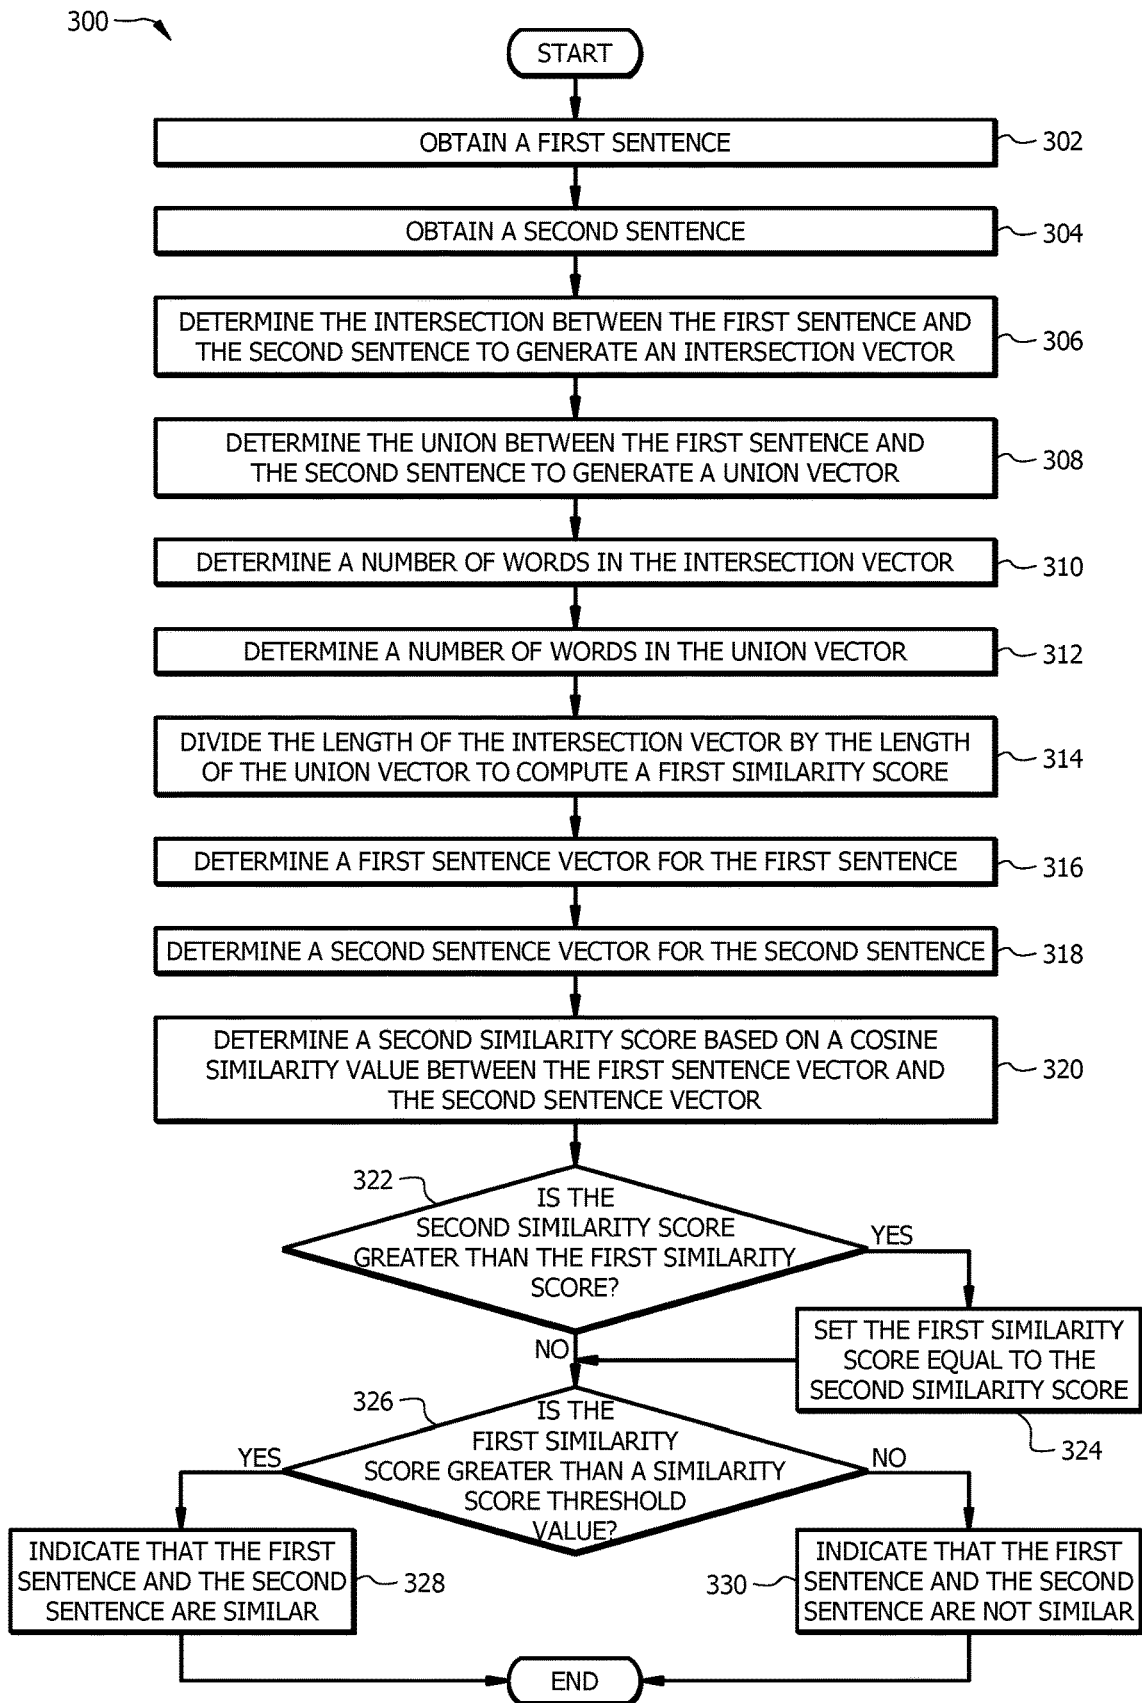 300
START
OBTAIN A FIRST SENTENCE
302
OBTAIN A SECOND SENTENCE
304
DETERMINE THE INTERSECTION BETWEEN THE FIRST SENTENCE AND
THE SECOND SENTENCE TO GENERATE AN INTERSECTION VECTOR
306
DETERMINE THE UNION BETWEEN THE FIRST SENTENCE AND
THE SECOND SENTENCE TO GENERATE A UNION VECTOR
308
DETERMINE A NUMBER OF WORDS IN THE INTERSECTION VECTOR
310
DETERMINE A NUMBER OF WORDS IN THE UNION VECTOR
312
DIVIDE THE LENGTH OF THE INTERSECTION VECTOR BY THE LENGTH
OF THE UNION VECTOR TO COMPUTE A FIRST SIMILARITY SCORE
314
DETERMINE A FIRST SENTENCE VECTOR FOR THE FIRST SENTENCE
316
DETERMINE A SECOND SENTENCE VECTOR FOR THE SECOND SENTENCE
318
DETERMINE A SECOND SIMILARITY SCORE BASED ON A COSINE
SIMILARITY VALUE BETWEEN THE FIRST SENTENCE VECTOR AND
THE SECOND SENTENCE VECTOR
320
322
IS THE
SECOND SIMILARITY SCORE
GREATER THAN THE FIRST SIMILARITY
SCORE?
YES
NO
SET THE FIRST SIMILARITY
SCORE EQUAL TO THE
SECOND SIMILARITY SCORE
324
326
IS THE
FIRST SIMILARITY
SCORE GREATER THAN A SIMILARITY
SCORE THRESHOLD
VALUE?
YES
NO
INDICATE THAT THE FIRST
SENTENCE AND THE SECOND
SENTENCE ARE SIMILAR
328
330
INDICATE THAT THE FIRST
SENTENCE AND THE SECOND
SENTENCE ARE NOT SIMILAR
END